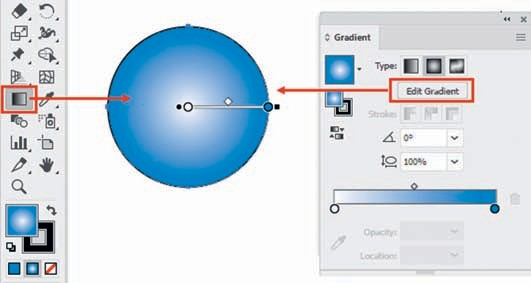 Gradient
Type:
Edit Gradient
Stroke:
0°
100%
Opacity:
Location: